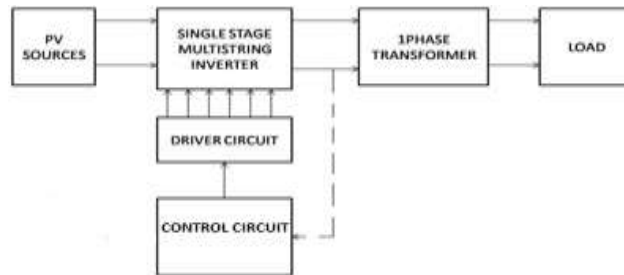 PV
SOURCES
SINGLE STAGE
MULTISTRING
INVERTER
1PHASE
TRANSFORMER
LOAD
DRIVER CIRCUIT
CONTROL CIRCUIT